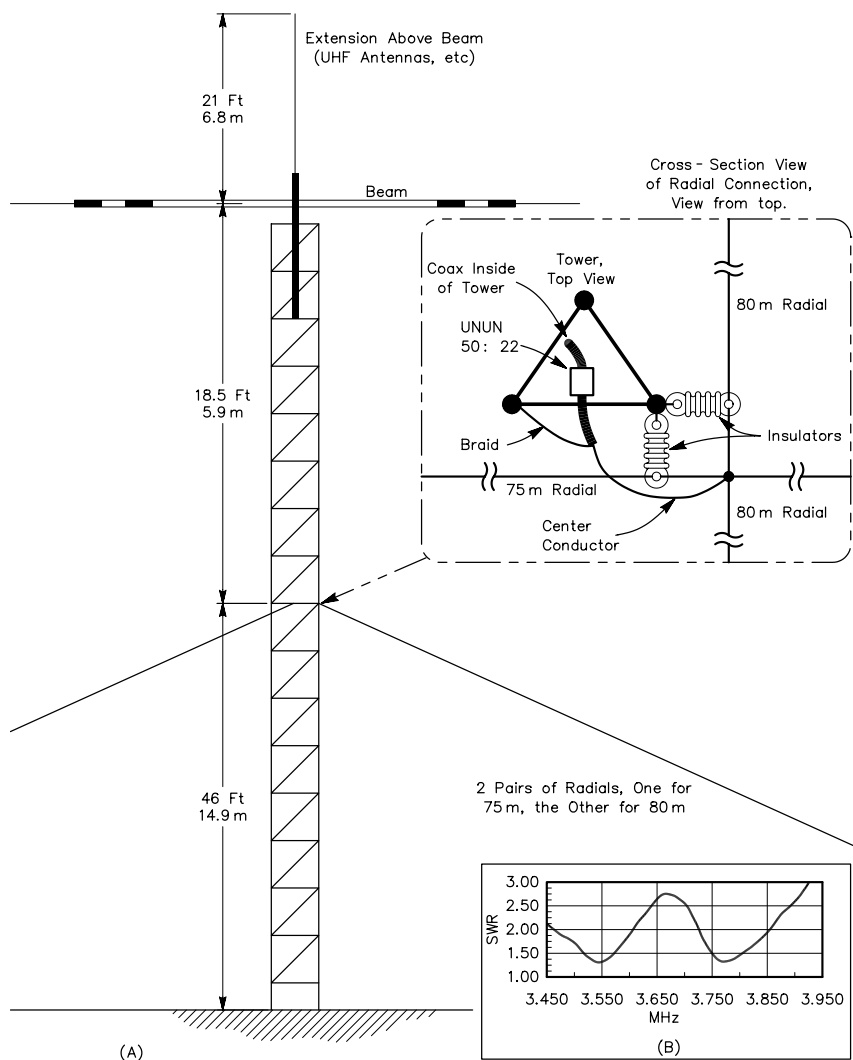 Extension Above Beam
(UHF Antennas, etc)
21 Ft
6.8 m
Beam
Cross - Section View
of Radial Connection,
View from top.
Coax Inside
of Tower
Tower,
Top View
80 m Radial
UNUN
50: 22
18.5 Ft
5.9 m
Braid
Insulators
75 m Radial
80 m Radial
Center
Conductor
46 Ft
14.9 m
2 Pairs of Radials, One for
75 m, the Other for 80 m
3.00
2.50
2.00
1.50
1.00
SWR
3.450 3.550 3.650 3.750 3.850 3.950
MHz
(A)
(B)